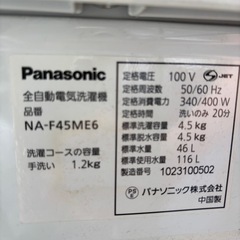 Panasonic
全自動電気洗濯機
品番
NA-F45ME6
洗濯コースの容量
手洗い 1.2kg
定格電圧 100 V
定格周波数 50/60 Hz
定格消費電力 340/400 W
定格時間 洗いのみ 20分
標準洗濯容量 4.5 kg
標準脱水容量 4.5 kg
標準水量 46 L
標準使用水量 116 L
製造番号 1023100502
PS E JET
パナソニック株式会社
中国製